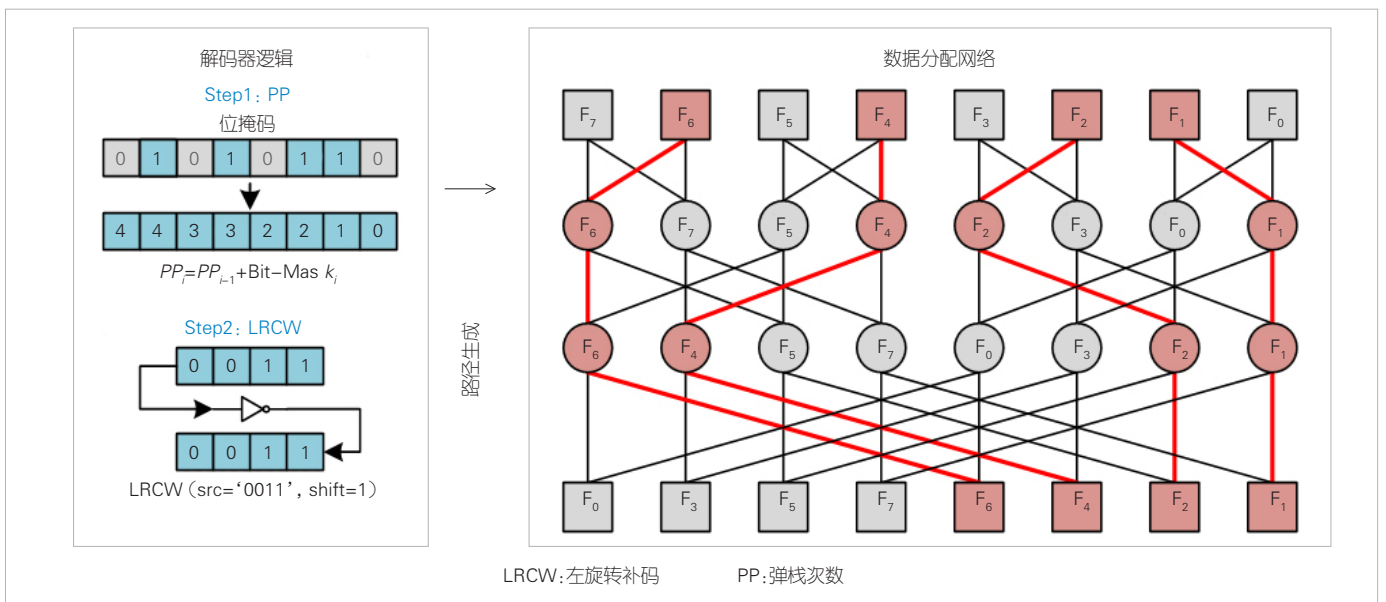 解码器逻辑
Step1: PP
位掩码
0 1 0 1 0 1 1 0
4 4 3 3 2 2 1 0
PPi=PPi-1+Bit-Mas ki
Step2: LRCW
0 0 1 1
0 0 1 1
LRCW (src='0011', shift=1)
路径生成
数据分配网络
F7 F6 F5 F4 F3 F2 F1 F0
F6 F7 F5 F4 F2 F3 F0 F1
F6 F4 F5 F7 F0 F3 F2 F1
F0 F3 F5 F7 F6 F4 F2 F1
LRCW:左旋转补码 PP:弹栈次数